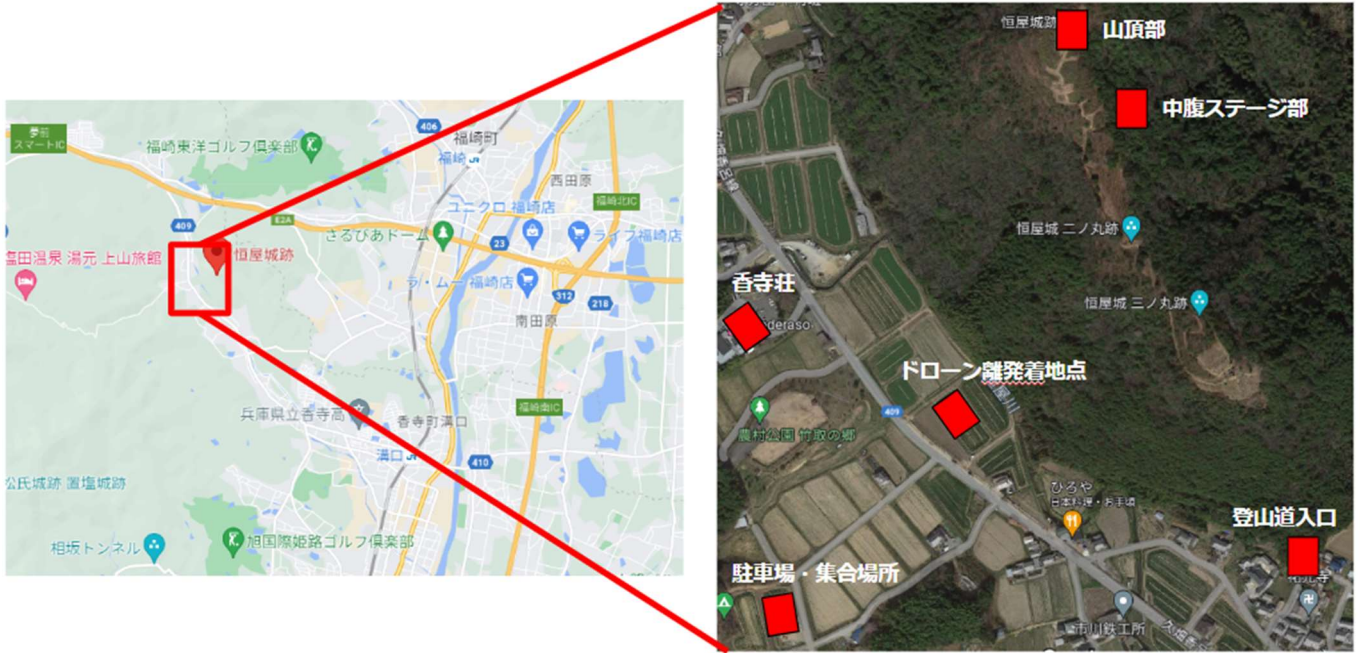 夢前
スマートIC
福崎東洋ゴルフ倶楽部
406
福崎町
福崎
JR
西田原
福崎北IC
ユニクロ 福崎店
409
E2A
さるびあドーム
23
ライフ福崎店
塩田温泉 湯元 上山旅館
恒屋城跡
ラ・ムー 福崎店
312
218
南田原
福崎南IC
兵庫県立香寺高
香寺町溝口
溝口
JR
410
松氏城跡 置塩城跡
相坂トンネル
旭国際姫路ゴルフ倶楽部
恒屋城跡
山頂部
中腹ステージ部
恒屋城 二ノ丸跡
香寺荘
deraso
恒屋城 三ノ丸跡
ドローン離発着地点
409
農村公園 竹取の郷
ひろや
日本料理・お手頃
登山道入口
駐車場・集合場所
市川鉄工所